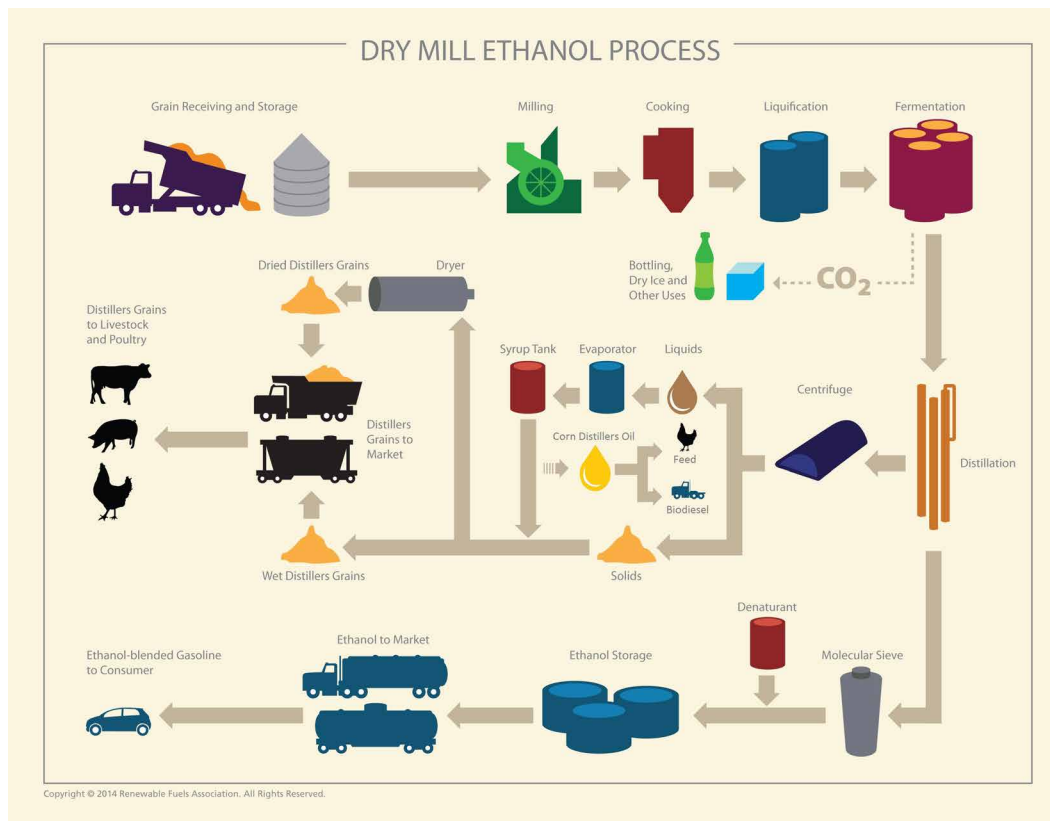 DRY MILL ETHANOL PROCESS
Grain Receiving and Storage
Milling
Cooking
Liquification
Fermentation
Bottling,
Dry Ice and
Other Uses
CO2
Dried Distillers Grains
Dryer
Distillers Grains
to Livestock
and Poultry
Syrup Tank
Evaporator
Liquids
Centrifuge
Distillers
Grains to
Market
Corn Distillers Oil
Feed
Biodiesel
Distillation
Wet Distillers Grains
Solids
Denaturant
Ethanol-blended Gasoline
to Consumer
Ethanol to Market
Ethanol Storage
Molecular Sieve
Copyright © 2014 Renewable Fuels Association. All Rights Reserved.